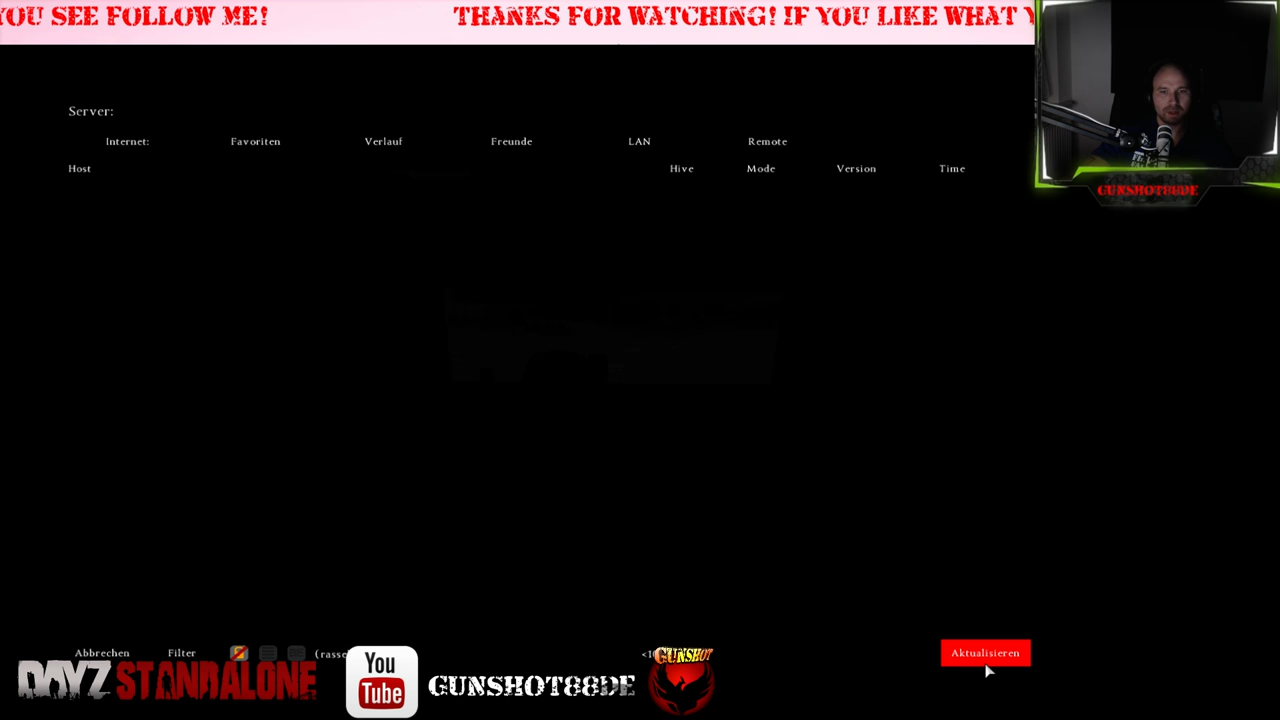 YOU SEE FOLLOW ME! THANKS FOR WATCHING! IF YOU LIKE WHAT
Server:
Internet: Favoriten Verlauf Freunde LAN Remote
Host Hive Mode Version Time
GUNSHOT88DE
Abbrechen Filter Aktualisieren
DAYZ STANDALONE
You Tube
GUNSHOT88DE
GUNSHOT